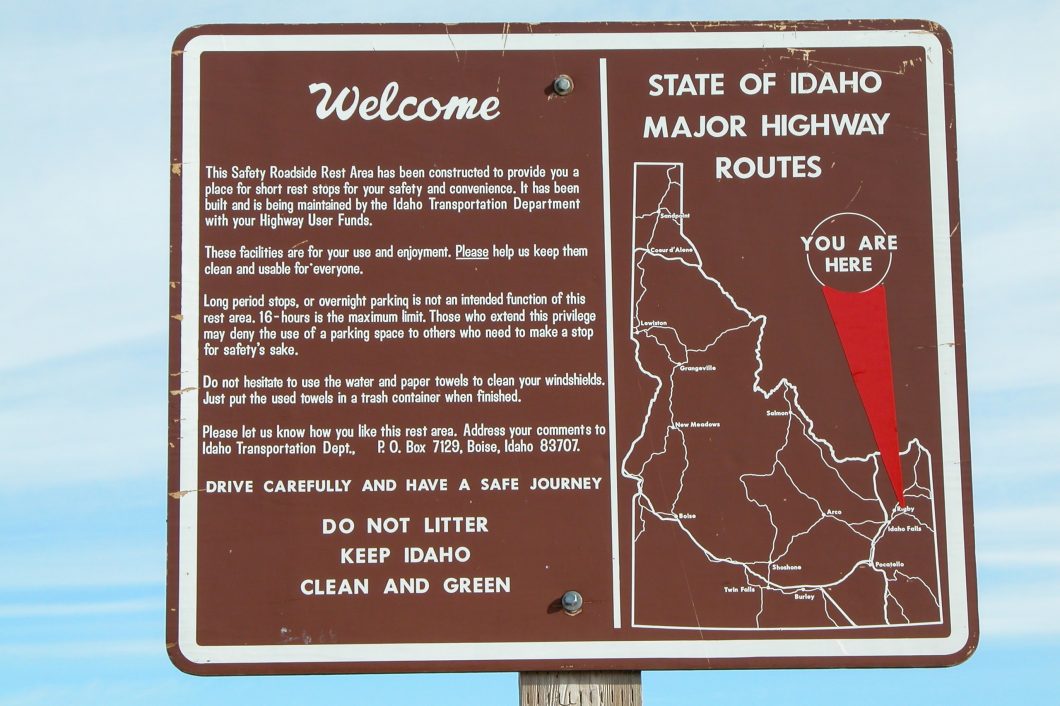 Welcome
This Safety Roadside Rest Area has been constructed to provide you a
place for short rest stops for your safety and convenience. It has been
built and is being maintained by the Idaho Transportation Department
with your Highway User Funds.
These facilities are for your use and enjoyment. Please help us keep them
clean and usable for everyone.
Long period stops, or overnight parking is not an intended function of this
rest area. 16-hours is the maximum limit. Those who extend this privilege
may deny the use of a parking space to others who need to make a stop
for safety's sake.
Do not hesitate to use the water and paper towels to clean your windshields.
Just put the used towels in a trash container when finished.
Please let us know how you like this rest area. Address your comments to
Idaho Transportation Dept., P. O. Box 7129, Boise, Idaho 83707.
DRIVE CAREFULLY AND HAVE A SAFE JOURNEY
DO NOT LITTER
KEEP IDAHO
CLEAN AND GREEN
STATE OF IDAHO
MAJOR HIGHWAY
ROUTES
YOU ARE
HERE
Sandpoint
Coeur d'Alene
Lewiston
Grangeville
Salmon
New Meadows
Rigby
Boise
Arco
Idaho Falls
Shoshone
Pocatello
Twin Falls
Burley